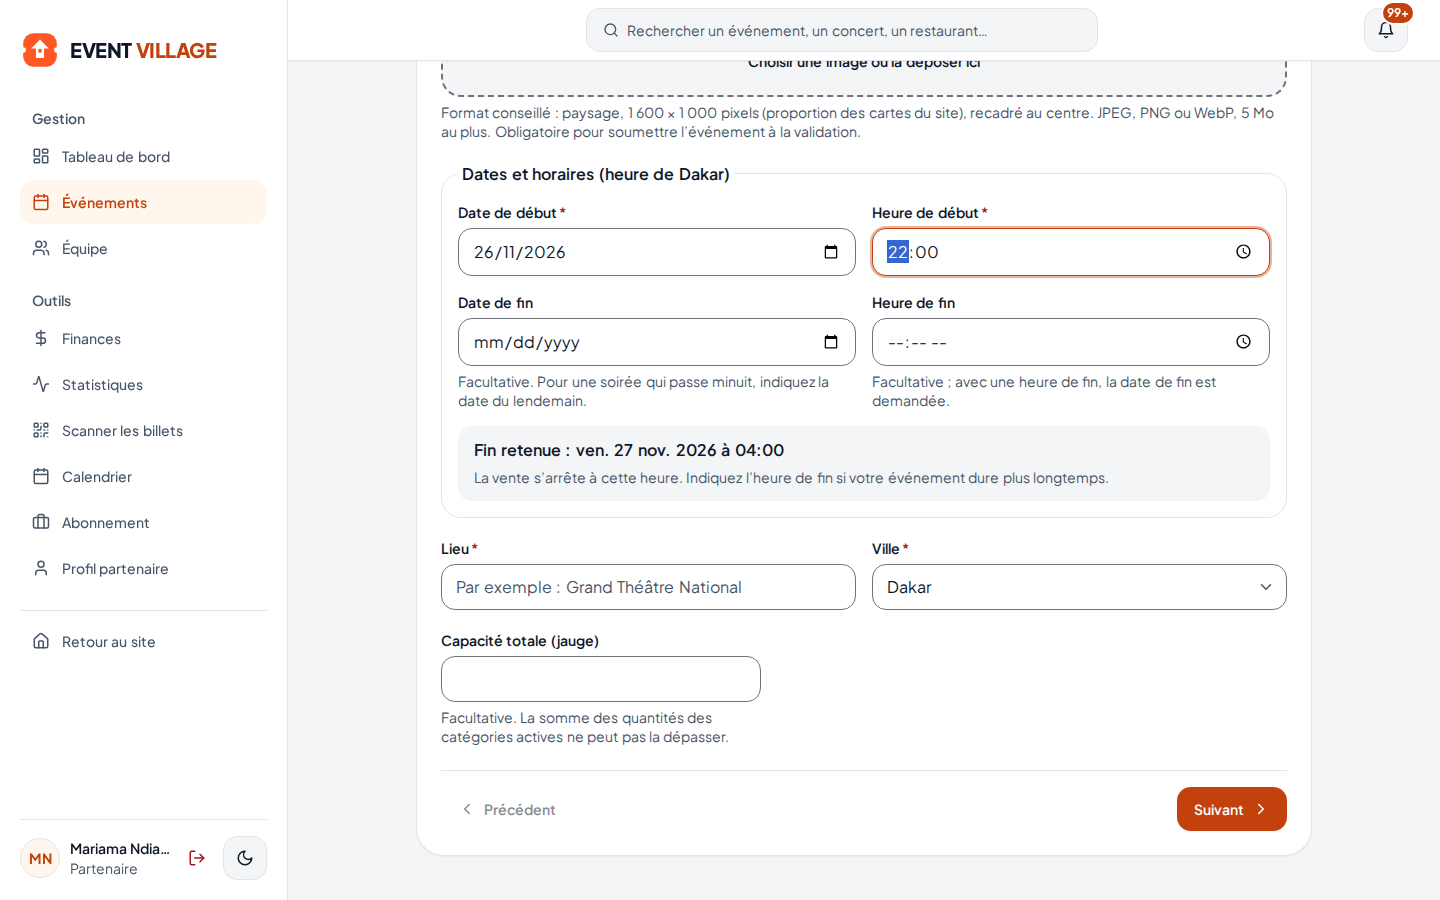 EVENT VILLAGE
Rechercher un événement, un concert, un restaurant...
99+
Gestion
Tableau de bord
Événements
Équipe
Outils
Finances
Statistiques
Scanner les billets
Calendrier
Abonnement
Profil partenaire
Retour au site
MN
Mariama Ndia...
Partenaire
Choisir une image ou la déposer ici
Format conseillé : paysage, 1 600 × 1 000 pixels (proportion des cartes du site), recadré au centre. JPEG, PNG ou WebP, 5 Mo
au plus. Obligatoire pour soumettre l'événement à la validation.
Dates et horaires (heure de Dakar)
Date de début *
Heure de début *
26/11/2026
22:00
Date de fin
Heure de fin
mm/dd/yyyy
--:-- --
Facultative. Pour une soirée qui passe minuit, indiquez la
date du lendemain.
Facultative ; avec une heure de fin, la date de fin est
demandée.
Fin retenue : ven. 27 nov. 2026 à 04:00
La vente s'arrête à cette heure. Indiquez l'heure de fin si votre événement dure plus longtemps.
Lieu *
Ville *
Par exemple : Grand Théâtre National
Dakar
Capacité totale (jauge)
Facultative. La somme des quantités des
catégories actives ne peut pas la dépasser.
Précédent
Suivant